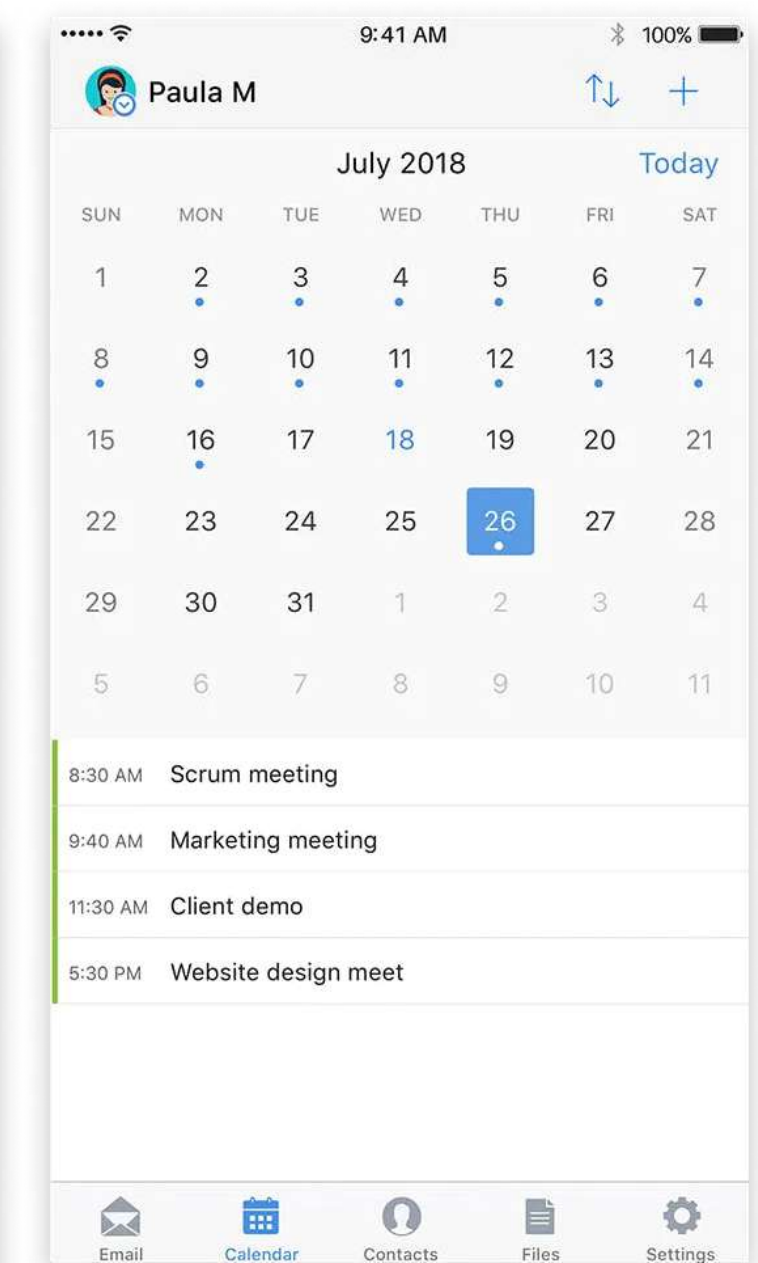 9:41 AM 100%
Paula M
July 2018 Today
SUN MON TUE WED THU FRI SAT
1 2 3 4 5 6 7
8 9 10 11 12 13 14
15 16 17 18 19 20 21
22 23 24 25 26 27 28
29 30 31 1 2 3 4
5 6 7 8 9 10 11
8:30 AM Scrum meeting
9:40 AM Marketing meeting
11:30 AM Client demo
5:30 PM Website design meet
Email Calendar Contacts Files Settings